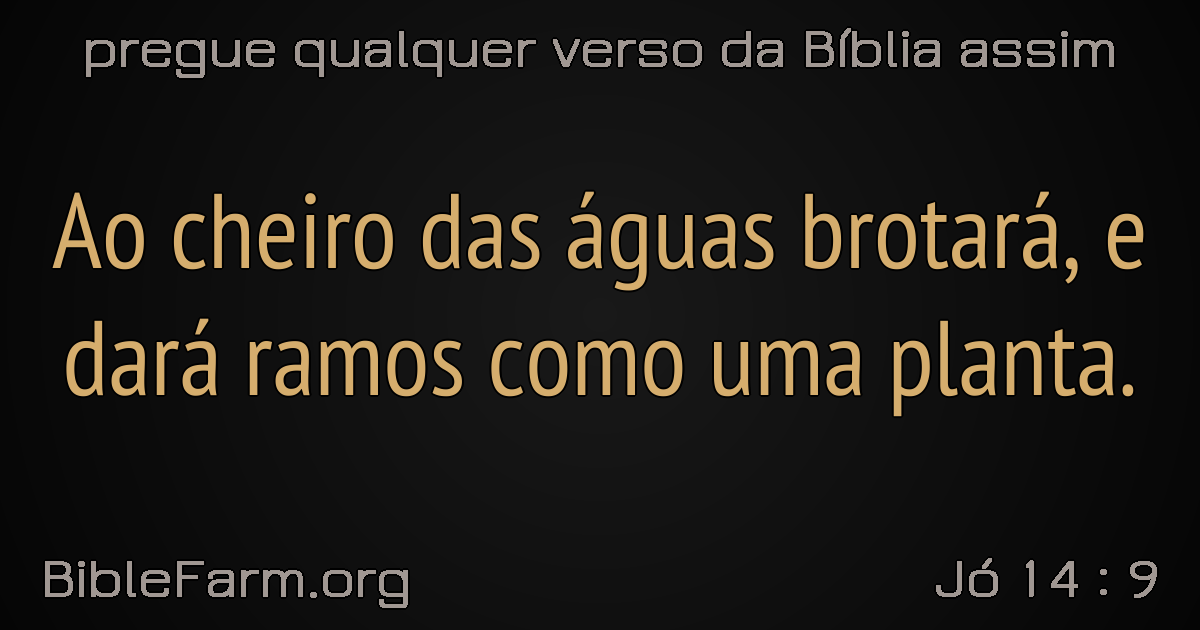 pregue qualquer verso da Bíblia assim
Ao cheiro das águas brotará, e
dará ramos como uma planta.
BibleFarm.org
Jó 14 : 9